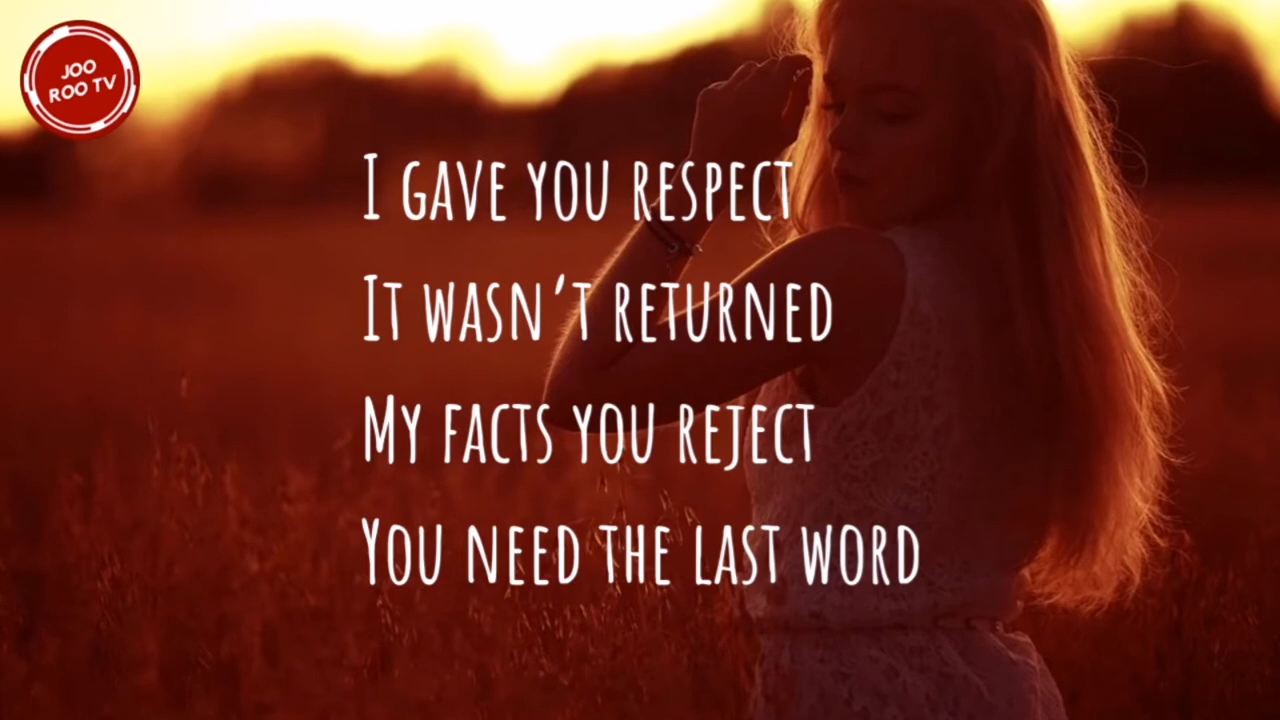 JOO
ROO TV
I gave you respect
It wasn't returned
My facts you reject
You need the last word